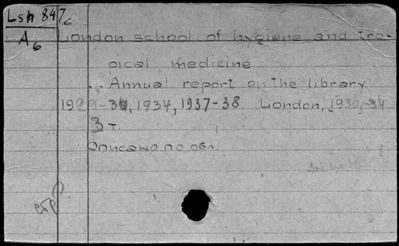 Lsh 847/6
A6
London school of hygiene and tro-
pical medicine
.. Annual report on the library
1929-30, 1934, 1937-38 London, 1930-34
3 т.
Описано по обл.